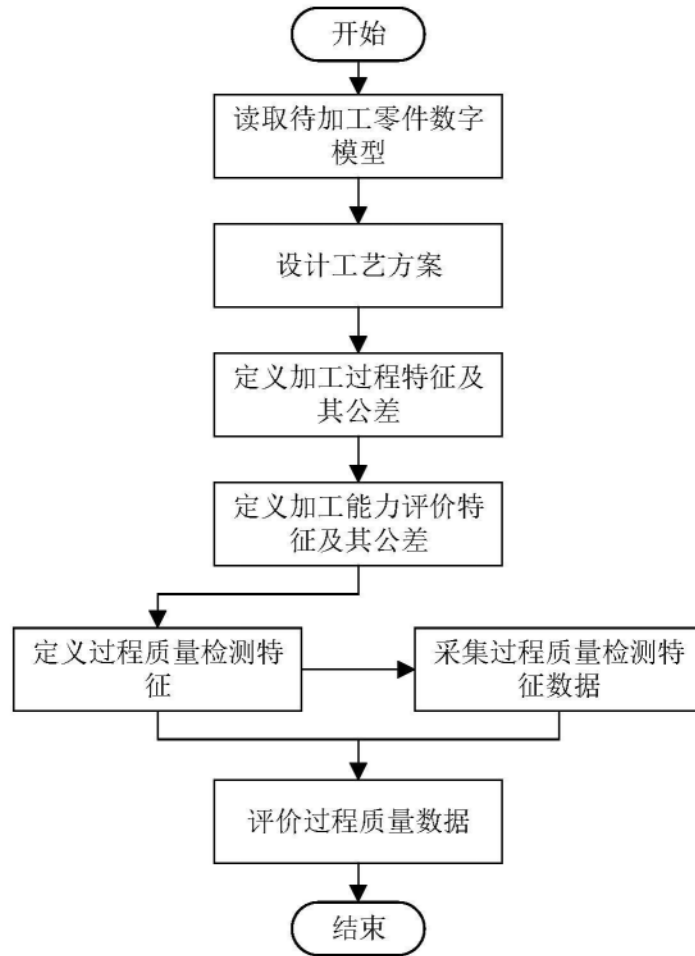 开始
读取待加工零件数字
模型
设计工艺方案
定义加工过程特征及
其公差
定义加工能力评价特
征及其公差
定义过程质量检测特
征
采集过程质量检测特
征数据
评价过程质量数据
结束